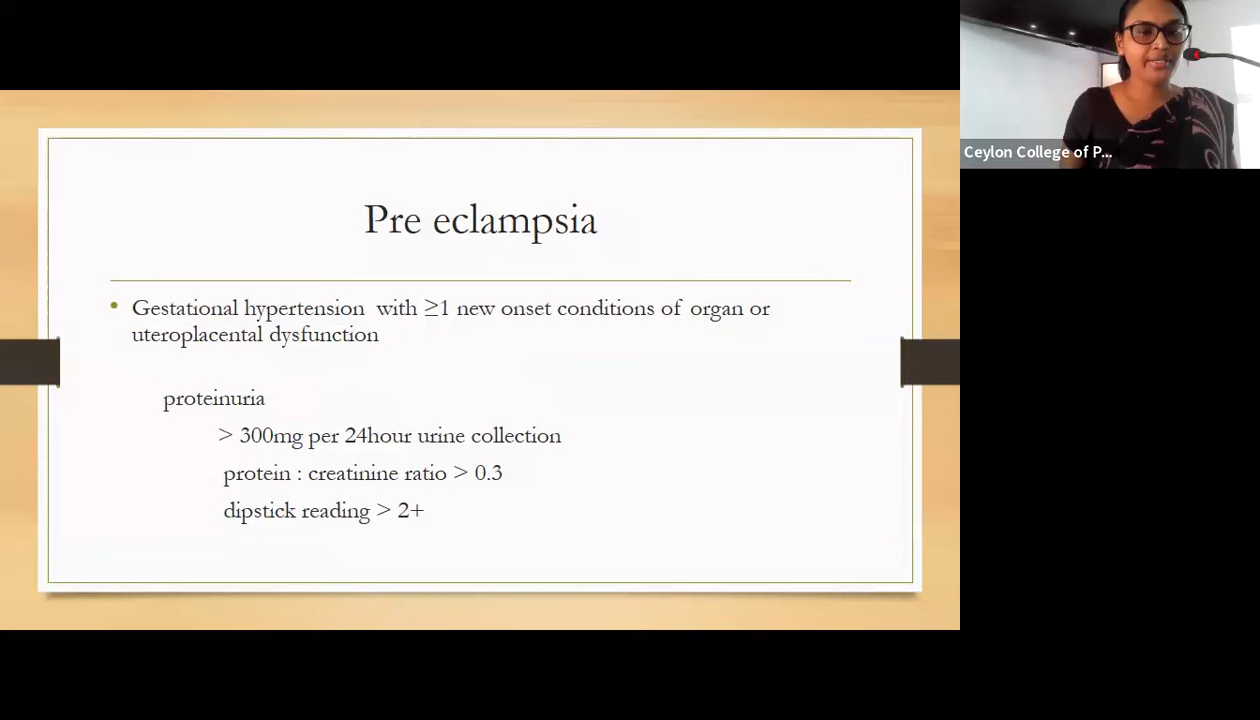 Pre eclampsia
• Gestational hypertension with ≥1 new onset conditions of organ or
uteroplacental dysfunction
proteinuria
> 300mg per 24hour urine collection
protein : creatinine ratio > 0.3
dipstick reading > 2+
Ceylon College of P...